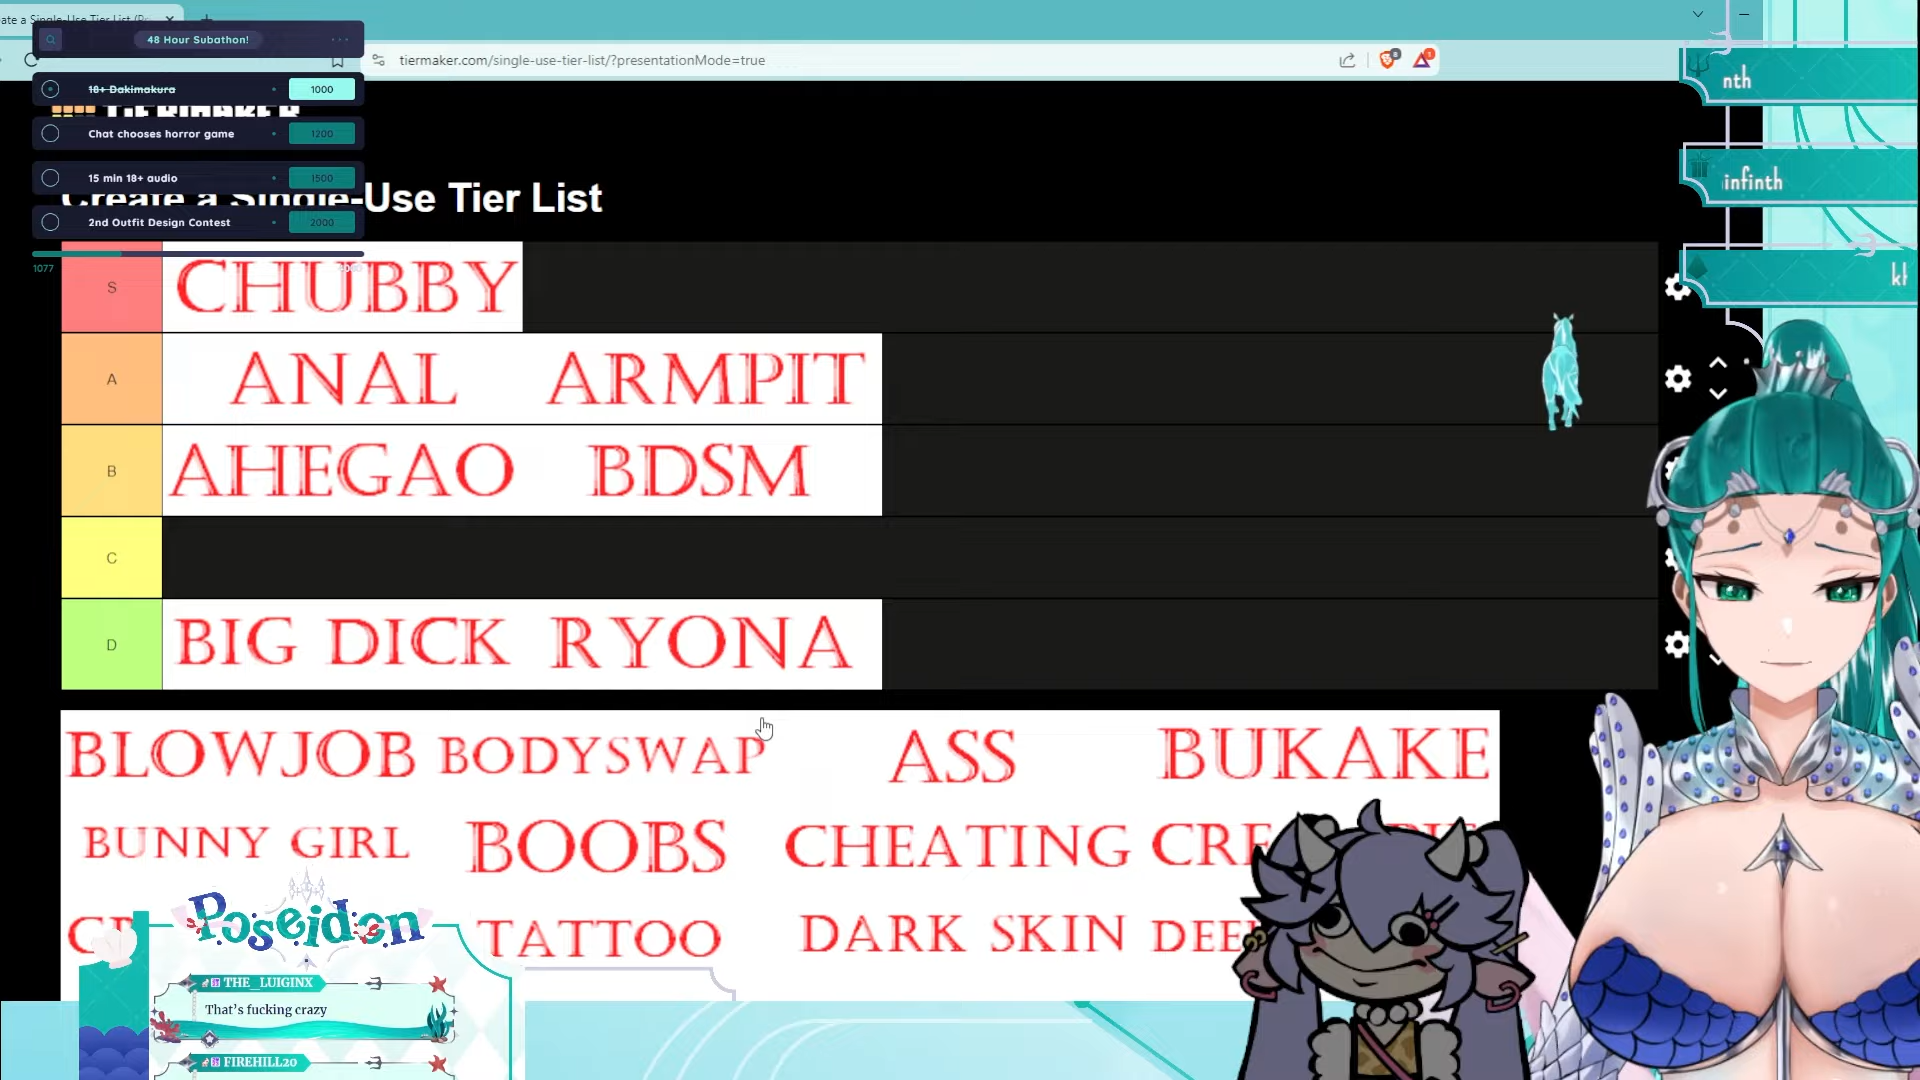 48 Hour Subathon!
tiermaker.com/single-use-tier-list/?presentationMode=true
18+ Dakimakura 1000
Chat chooses horror game 1200
15 min 18+ audio 1500
2nd Outfit Design Contest 2000
1077
Create a Single-Use Tier List
nth
infinth
S CHUBBY
A ANAL ARMPIT
B AHEGAO BDSM
C
D BIG DICK RYONA
BLOWJOB BODYSWAP ASS BUKAKE
BUNNY GIRL BOOBS CHEATING
TATTOO DARK SKIN
Poseidon
THE_LUIGINX
That's fucking crazy
FIREHILL20